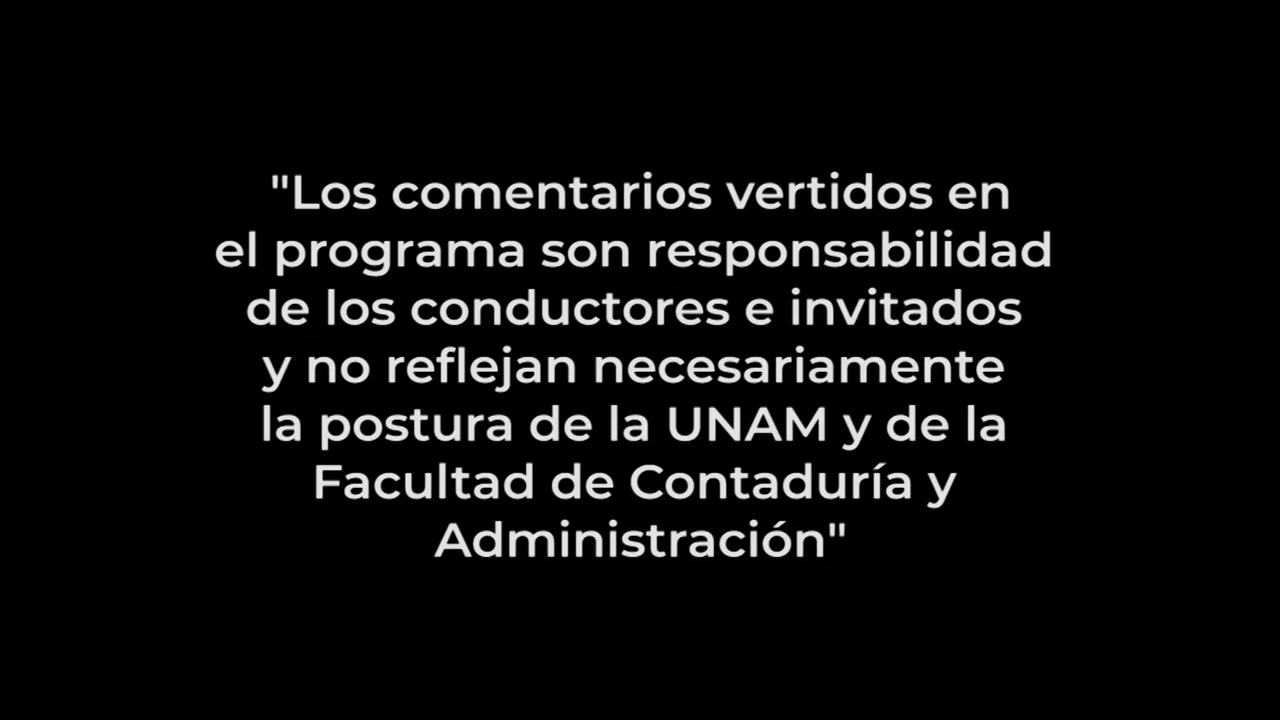 "Los comentarios vertidos en
el programa son responsabilidad
de los conductores e invitados
y no reflejan necesariamente
la postura de la UNAM y de la
Facultad de Contaduría y
Administración"